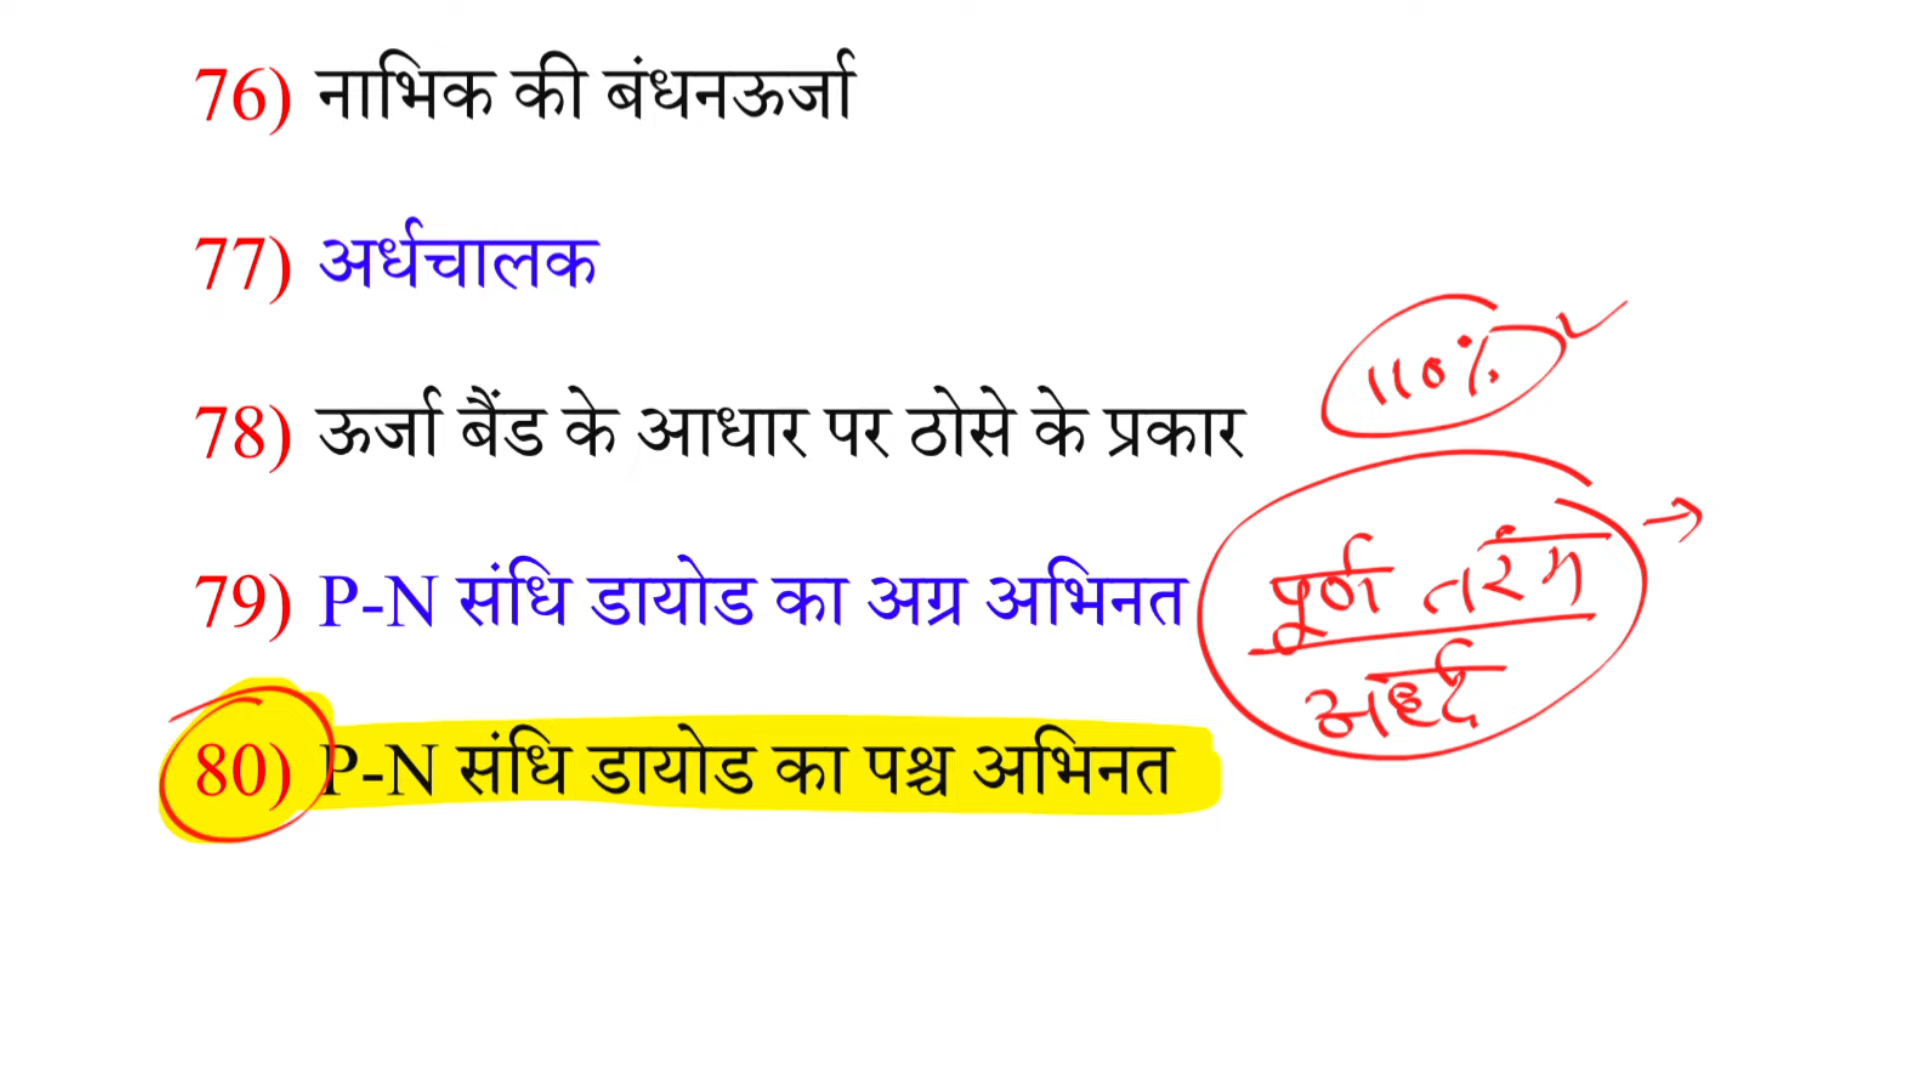 76) नाभिक की बंधनऊर्जा
77) अर्धचालक
110%
78) ऊर्जा बैंड के आधार पर ठोसे के प्रकार
79) P-N संधि डायोड का अग्र अभिनत
पूर्ण तरंग
अर्द्ध
80) P-N संधि डायोड का पश्च अभिनत